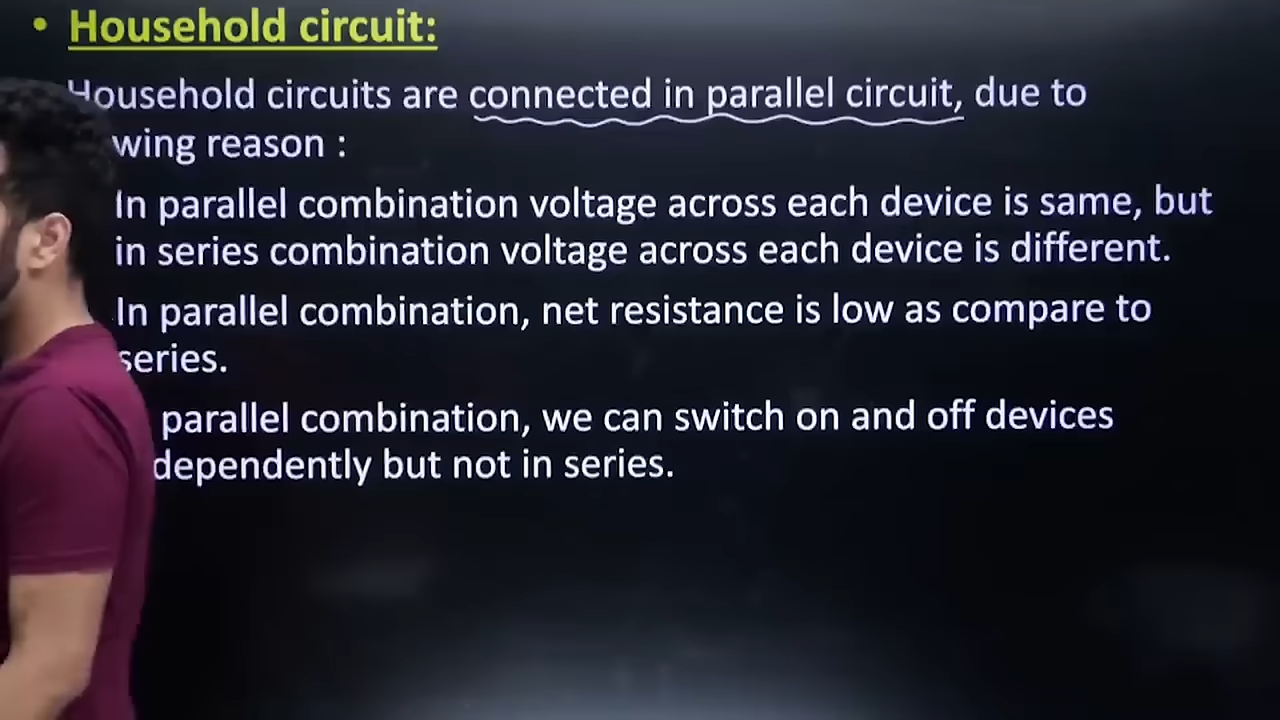 • Household circuit:
Household circuits are connected in parallel circuit, due to
wing reason :
In parallel combination voltage across each device is same, but
in series combination voltage across each device is different.
In parallel combination, net resistance is low as compare to
series.
parallel combination, we can switch on and off devices
dependently but not in series.